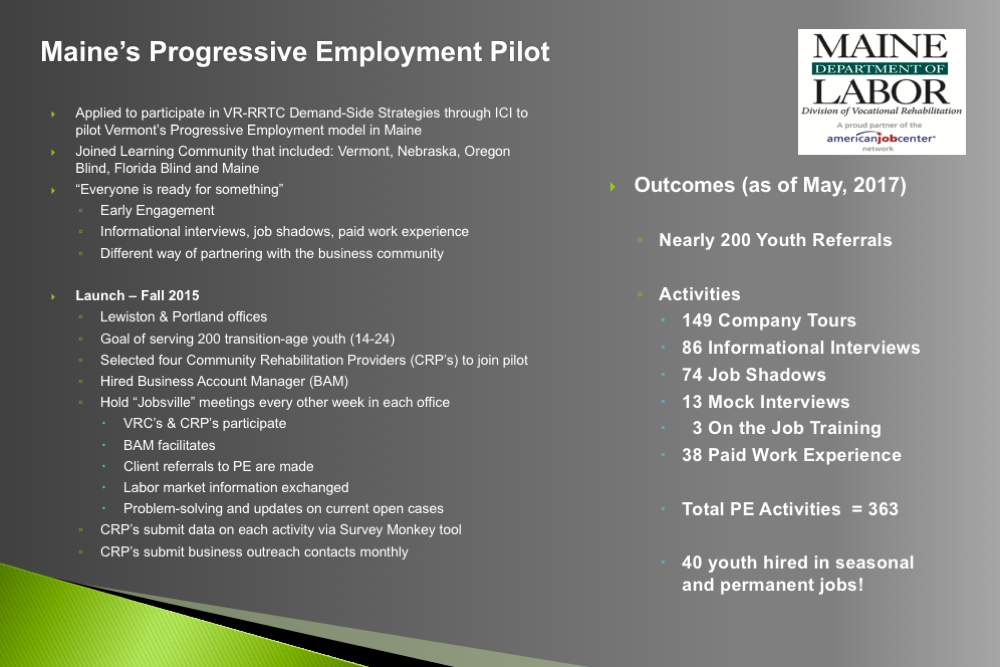 Maine’s Progressive Employment Pilot
MAINE
DEPARTMENT OF
LABOR
Division of Vocational Rehabilitation
A proud partner of the
americanjobcenter®
network
Applied to participate in VR-RRTC Demand-Side Strategies through ICI to
pilot Vermont’s Progressive Employment model in Maine
Joined Learning Community that included: Vermont, Nebraska, Oregon
Blind, Florida Blind and Maine
“Everyone is ready for something”
Early Engagement
Informational interviews, job shadows, paid work experience
Different way of partnering with the business community
Launch – Fall 2015
Lewiston & Portland offices
Goal of serving 200 transition-age youth (14-24)
Selected four Community Rehabilitation Providers (CRP’s) to join pilot
Hired Business Account Manager (BAM)
Hold “Jobsville” meetings every other week in each office
VRC’s & CRP’s participate
BAM facilitates
Client referrals to PE are made
Labor market information exchanged
Problem-solving and updates on current open cases
CRP’s submit data on each activity via Survey Monkey tool
CRP’s submit business outreach contacts monthly
Outcomes (as of May, 2017)
Nearly 200 Youth Referrals
Activities
149 Company Tours
86 Informational Interviews
74 Job Shadows
13 Mock Interviews
3 On the Job Training
38 Paid Work Experience
Total PE Activities = 363
40 youth hired in seasonal
and permanent jobs!